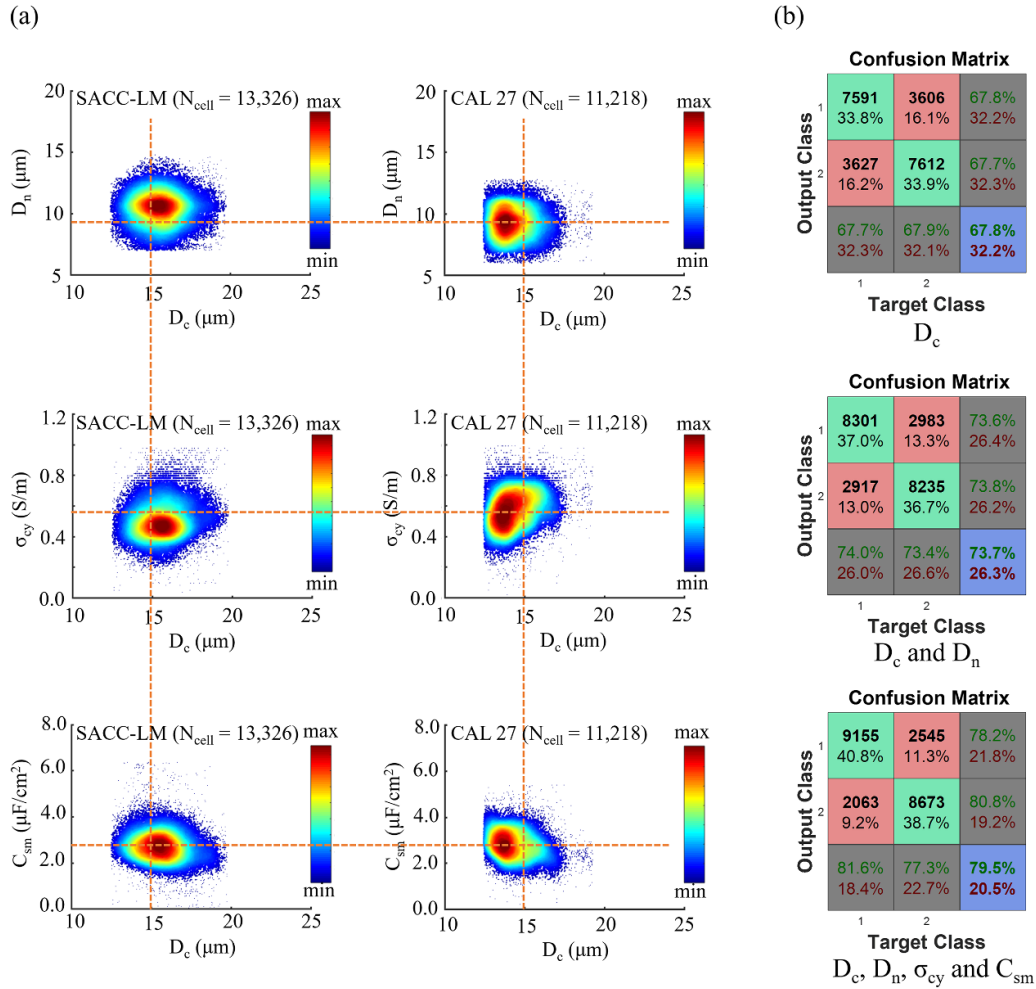 (a)
(b)
SACC-LM (N_cell = 13,326)
max
min
20
15
10
5
D_n (μm)
10
15
20
25
D_c (μm)
CAL 27 (N_cell = 11,218)
max
min
20
15
10
5
D_n (μm)
10
15
20
25
D_c (μm)
Confusion Matrix
Output Class
1
7591
33.8%
3606
16.1%
67.8%
32.2%
2
3627
16.2%
7612
33.9%
67.7%
32.3%
67.7%
32.3%
67.9%
32.1%
67.8%
32.2%
1
2
Target Class
D_c
SACC-LM (N_cell = 13,326)
max
min
1.2
0.8
0.4
0.0
σ_cy (S/m)
10
15
20
25
D_c (μm)
CAL 27 (N_cell = 11,218)
max
min
1.2
0.8
0.4
0.0
σ_cy (S/m)
10
15
20
25
D_c (μm)
Confusion Matrix
Output Class
1
8301
37.0%
2983
13.3%
73.6%
26.4%
2
2917
13.0%
8235
36.7%
73.8%
26.2%
74.0%
26.0%
73.4%
26.6%
73.7%
26.3%
1
2
Target Class
D_c and D_n
SACC-LM (N_cell = 13,326)
max
min
8.0
6.0
4.0
2.0
0.0
C_sm (μF/cm²)
10
15
20
25
D_c (μm)
CAL 27 (N_cell = 11,218)
max
min
8.0
6.0
4.0
2.0
0.0
C_sm (μF/cm²)
10
15
20
25
D_c (μm)
Confusion Matrix
Output Class
1
9155
40.8%
2545
11.3%
78.2%
21.8%
2
2063
9.2%
8673
38.7%
80.8%
19.2%
81.6%
18.4%
77.3%
22.7%
79.5%
20.5%
1
2
Target Class
D_c, D_n, σ_cy and C_sm